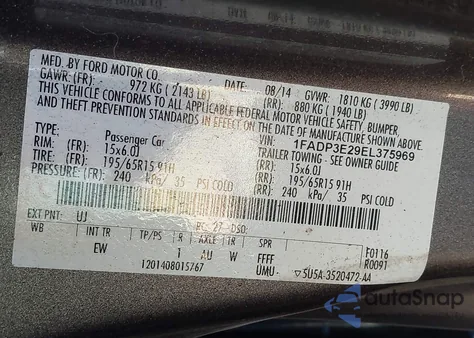 MFD. BY FORD MOTOR CO.
DATE: 08/14 GVWR: 1810 KG ( 3990 LB)
GAWR: (FR) - 972 KG ( 2143 LB) (RR) - 880 KG ( 1940 LB)
THIS VEHICLE CONFORMS TO ALL APPLICABLE FEDERAL MOTOR VEHICLE SAFETY, BUMPER,
AND THEFT PREVENTION STANDARDS IN EFFECT ON THE DATE OF MANUFACTURE SHOWN ABOVE.
VIN: 1FADP3E29EL375969
TYPE: Passenger Car TRAILER TOWING - SEE OWNER GUIDE
RIM: (FR): 15x6.0J (RR): 15x6.0J
TIRE: 195/65R15 91H 195/65R15 91H
PRESSURE: (FR) 240 kPa/ 35 PSI COLD (RR): 240 kPa/ 35 PSI COLD
EXT PNT: UJ RC: 27 DSO: F0116
WB INT TR TP/PS R AXLE TR SPR R0091
EW 1 AU W FFFF
1201408015767 UMU- ▽5U5A-3520472-AA
autoSnap